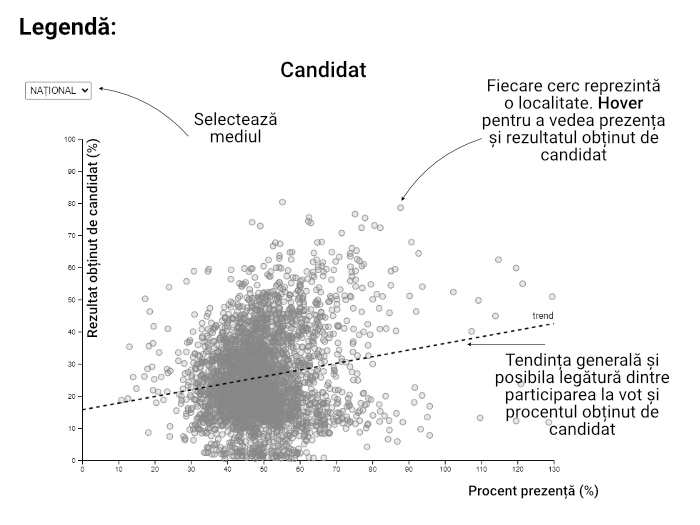 Legendă:
Candidat
NAȚIONAL
Selectează
mediul
Fiecare cerc reprezintă
o localitate. Hover
pentru a vedea prezența
și rezultatul obținut de
candidat
Rezultat obținut de candidat (%)
100
90
80
70
60
50
40
30
20
10
0
trend
Tendința generală și
posibila legătură dintre
participarea la vot și
procentul obținut de
candidat
0 10 20 30 40 50 60 70 80 90 100 110 120 130
Procent prezență (%)